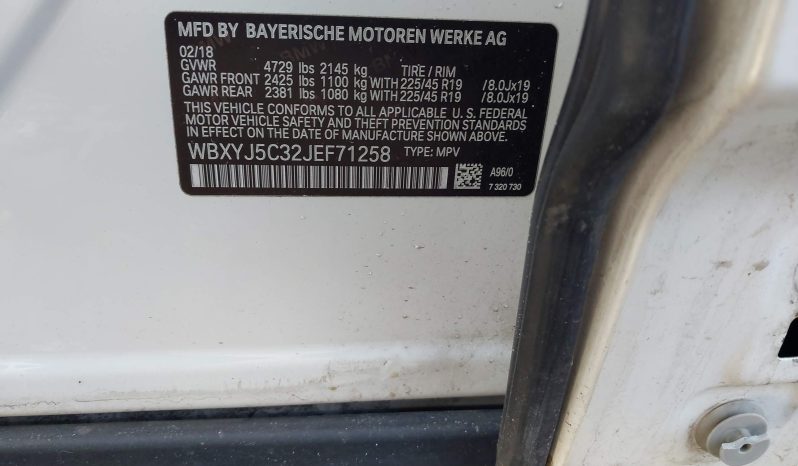 MFD BY BAYERISCHE MOTOREN WERKE AG
02/18
GVWR 4729 lbs 2145 kg TIRE / RIM
GAWR FRONT 2425 lbs 1100 kg WITH 225/45 R19 /8.0Jx19
GAWR REAR 2381 lbs 1080 kg WITH 225/45 R19 /8.0Jx19
THIS VEHICLE CONFORMS TO ALL APPLICABLE U. S. FEDERAL
MOTOR VEHICLE SAFETY AND THEFT PREVENTION STANDARDS
IN EFFECT ON THE DATE OF MANUFACTURE SHOWN ABOVE.
WBXYJ5C32JEF71258 TYPE: MPV
A96/0
7 320 730